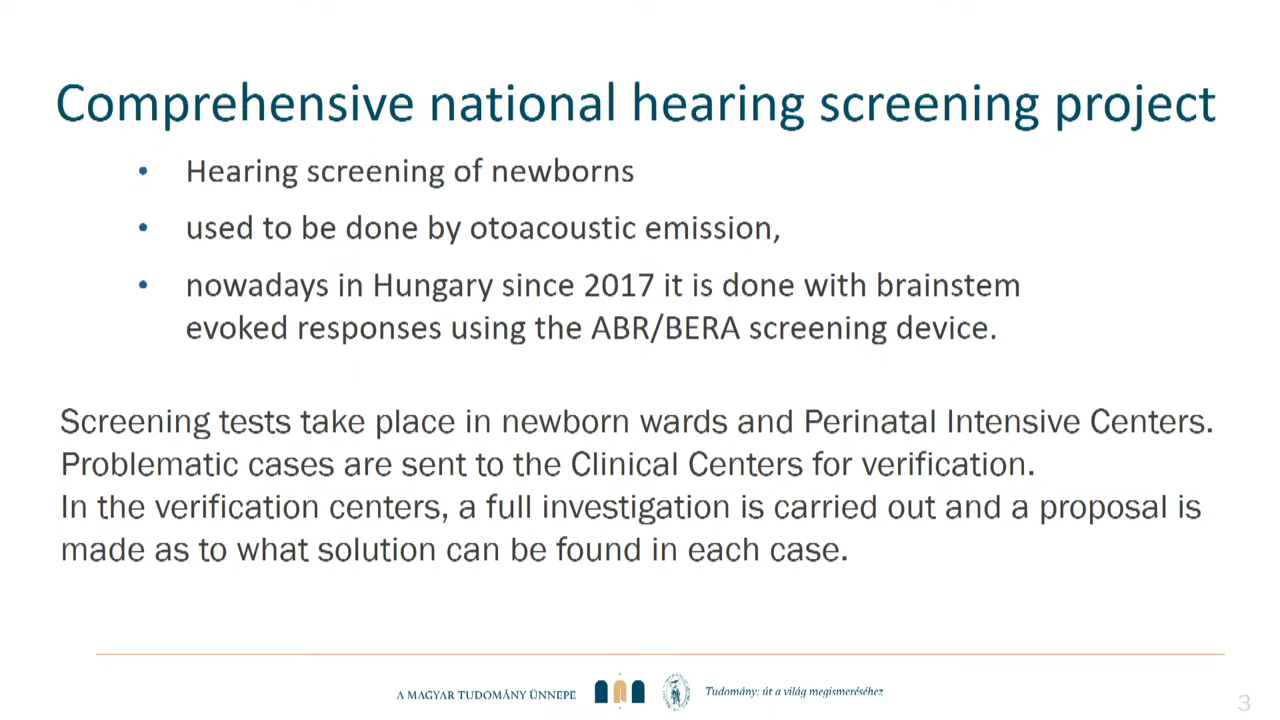 Comprehensive national hearing screening project
• Hearing screening of newborns
• used to be done by otoacoustic emission,
• nowadays in Hungary since 2017 it is done with brainstem
evoked responses using the ABR/BERA screening device.
Screening tests take place in newborn wards and Perinatal Intensive Centers.
Problematic cases are sent to the Clinical Centers for verification.
In the verification centers, a full investigation is carried out and a proposal is
made as to what solution can be found in each case.
A MAGYAR TUDOMÁNY ÜNNEPE
Tudomány: út a világ megismeréséhez
3